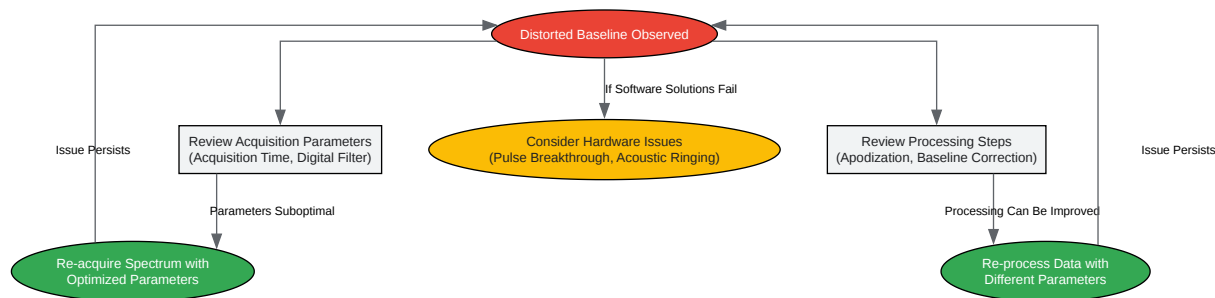 Distorted Baseline Observed
If Software Solutions Fail
Review Acquisition Parameters
(Acquisition Time, Digital Filter)
Consider Hardware Issues
(Pulse Breakthrough, Acoustic Ringing)
Review Processing Steps
(Apodization, Baseline Correction)
Issue Persists
Issue Persists
Parameters Suboptimal
Processing Can Be Improved
Re-acquire Spectrum with
Optimized Parameters
Re-process Data with
Different Parameters